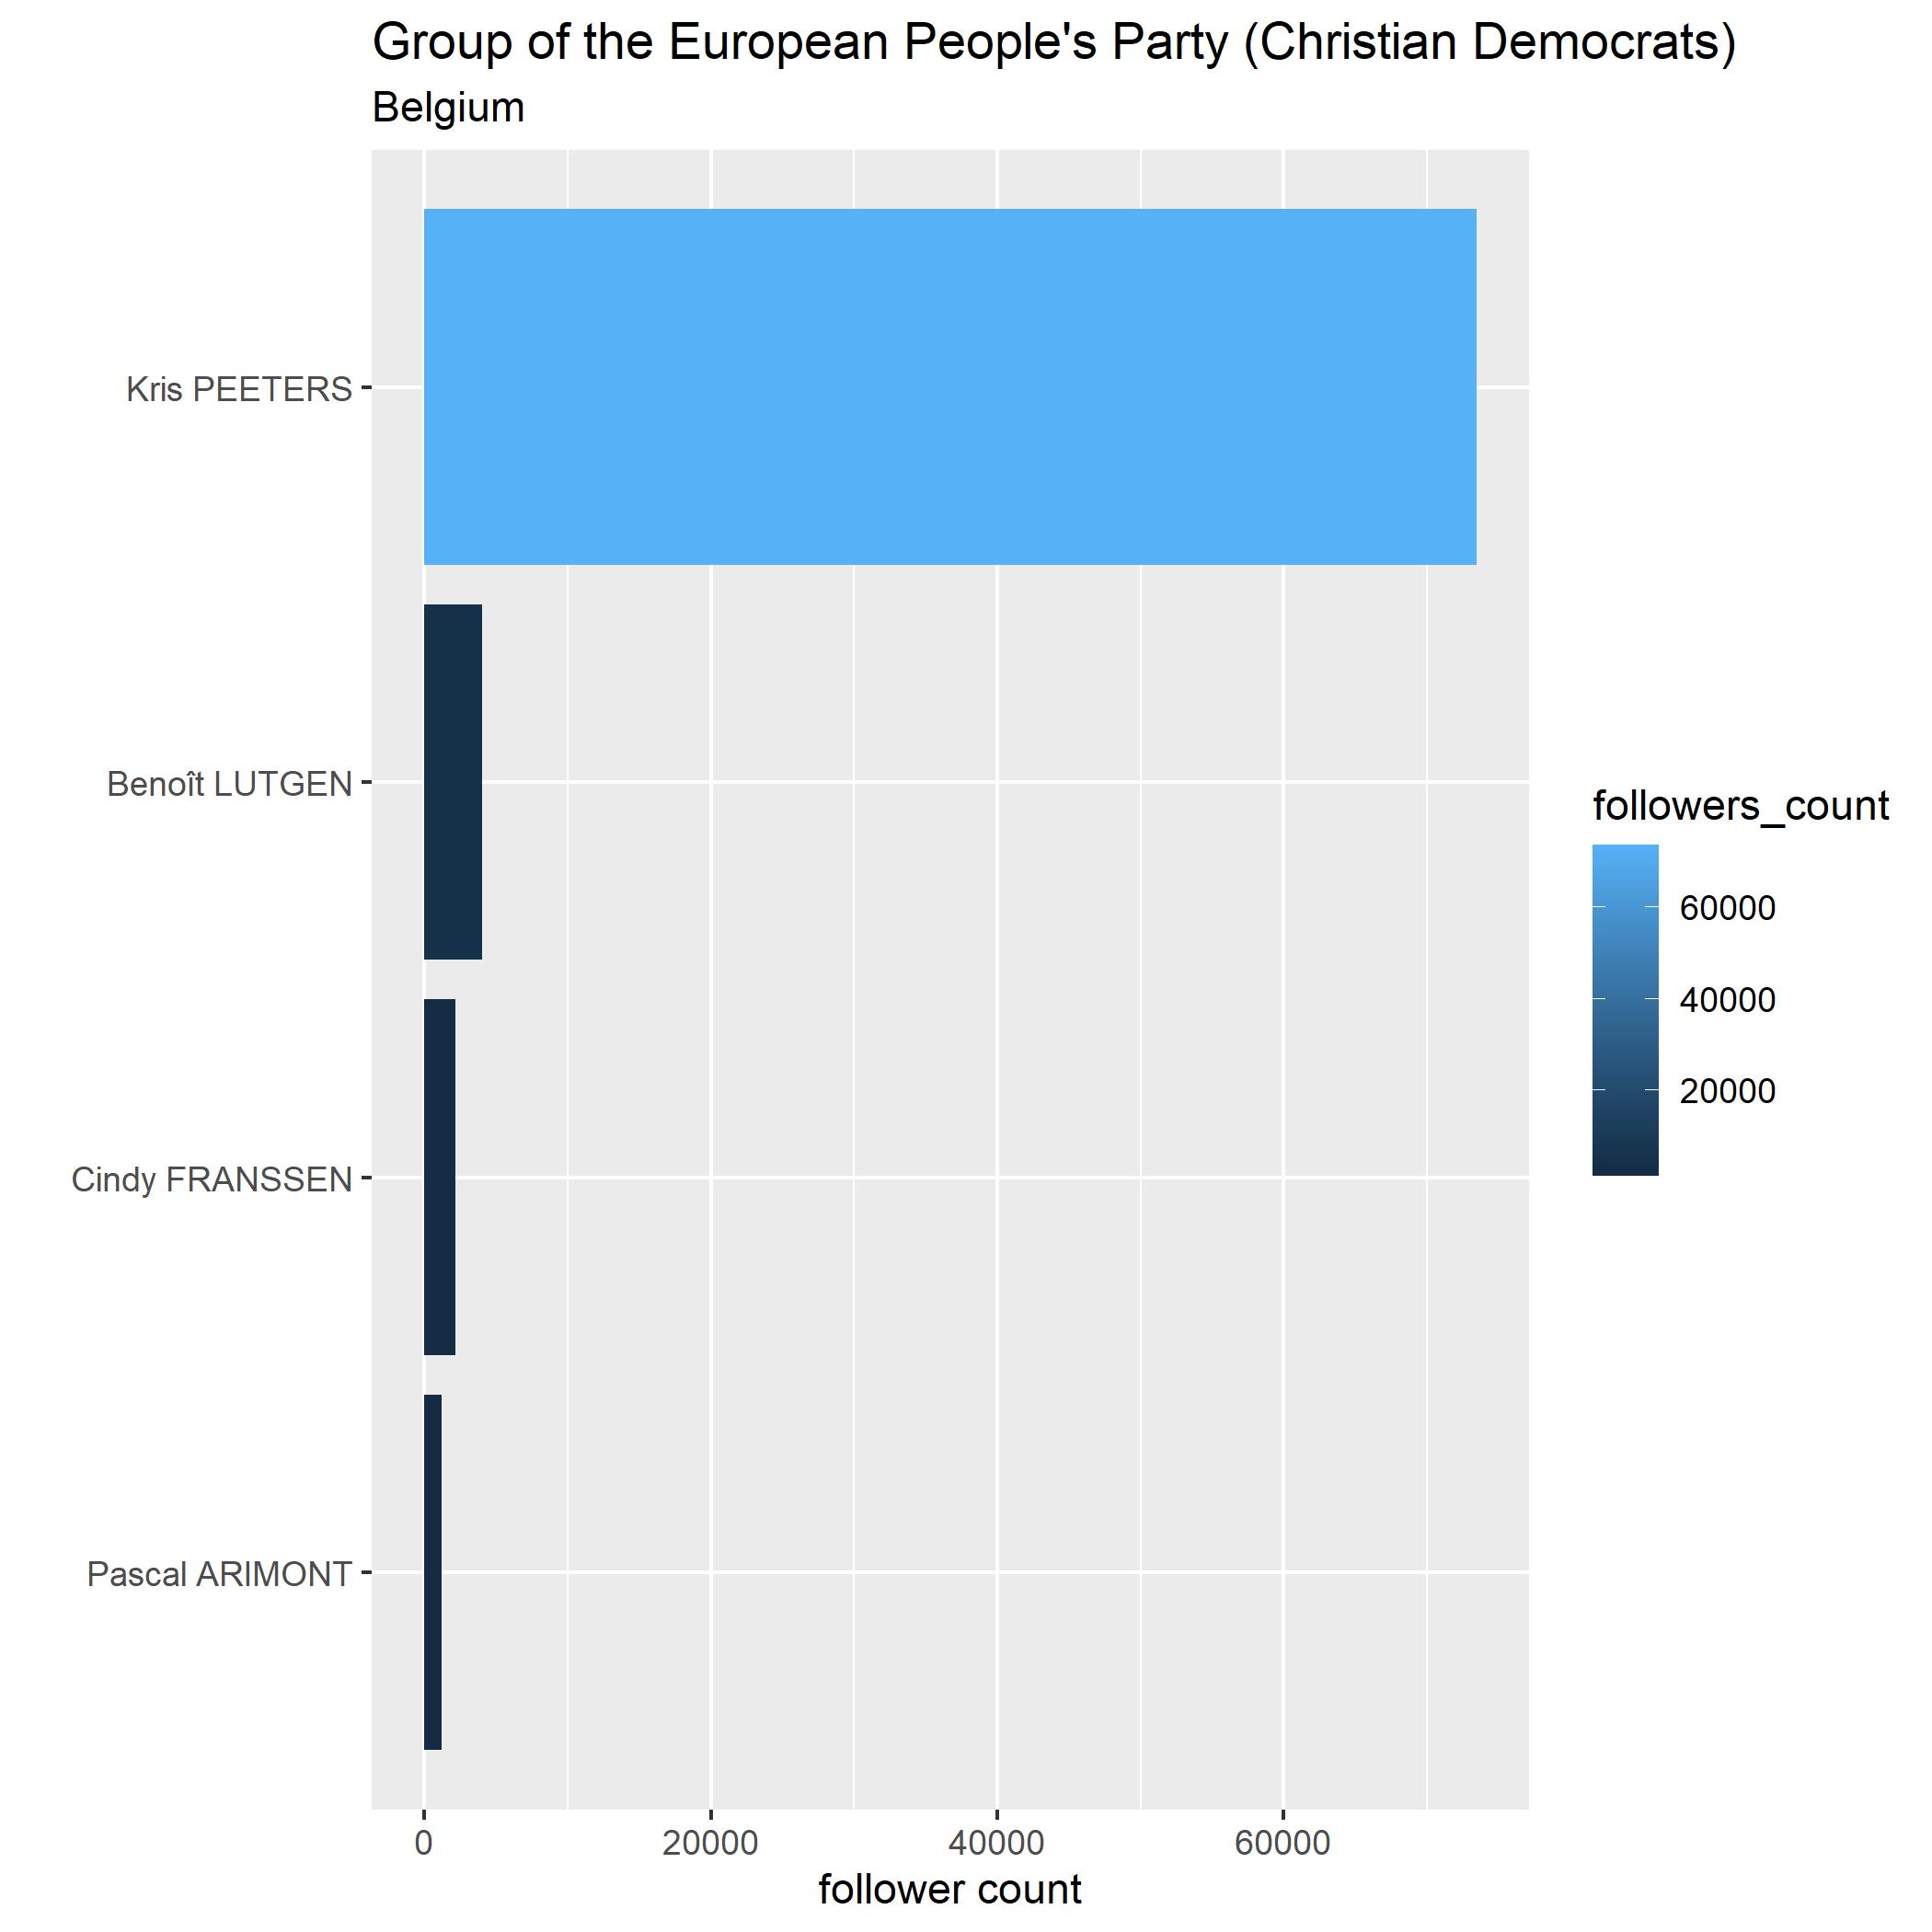 Group of the European People's Party (Christian Democrats)
Belgium
Kris PEETERS
Benoît LUTGEN
Cindy FRANSSEN
Pascal ARIMONT
0 20000 40000 60000
follower count
followers_count
60000
40000
20000